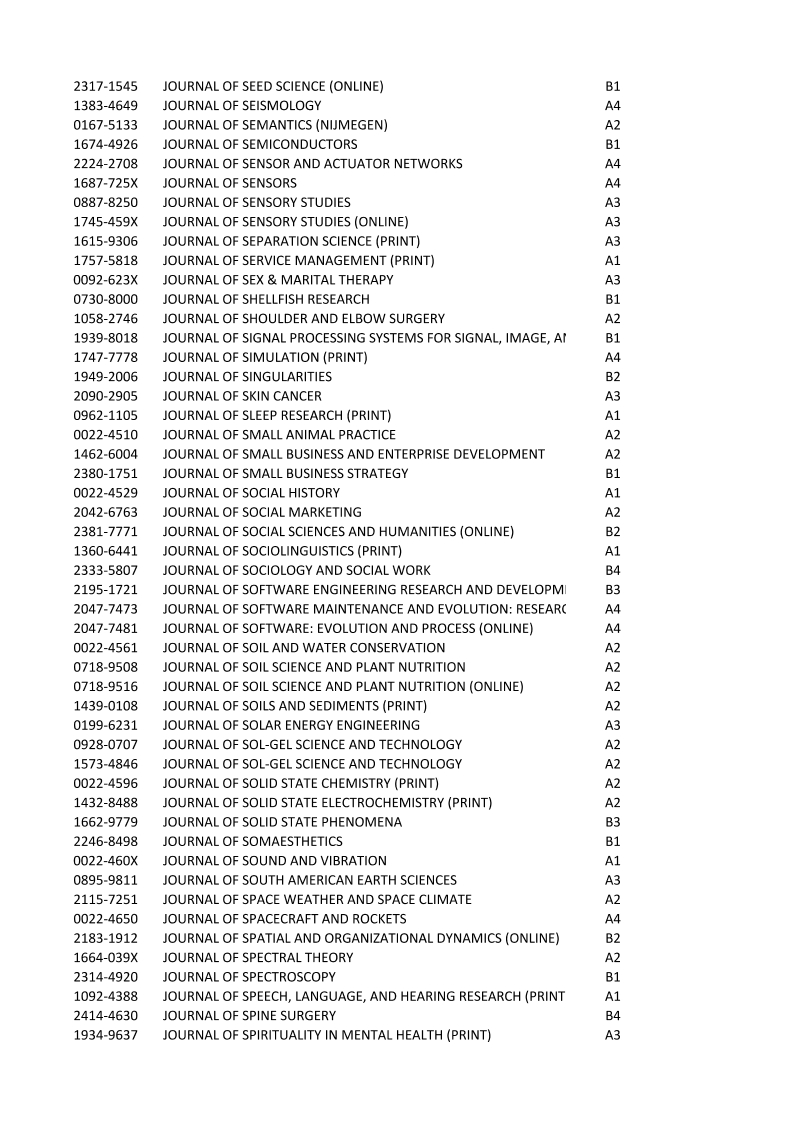 2317-1545 JOURNAL OF SEED SCIENCE (ONLINE) B1
1383-4649 JOURNAL OF SEISMOLOGY A4
0167-5133 JOURNAL OF SEMANTICS (NIJMEGEN) A2
1674-4926 JOURNAL OF SEMICONDUCTORS B1
2224-2708 JOURNAL OF SENSOR AND ACTUATOR NETWORKS A4
1687-725X JOURNAL OF SENSORS A4
0887-8250 JOURNAL OF SENSORY STUDIES A3
1745-459X JOURNAL OF SENSORY STUDIES (ONLINE) A3
1615-9306 JOURNAL OF SEPARATION SCIENCE (PRINT) A3
1757-5818 JOURNAL OF SERVICE MANAGEMENT (PRINT) A1
0092-623X JOURNAL OF SEX & MARITAL THERAPY A3
0730-8000 JOURNAL OF SHELLFISH RESEARCH B1
1058-2746 JOURNAL OF SHOULDER AND ELBOW SURGERY A2
1939-8018 JOURNAL OF SIGNAL PROCESSING SYSTEMS FOR SIGNAL, IMAGE, B1
1747-7778 JOURNAL OF SIMULATION (PRINT) A4
1949-2006 JOURNAL OF SINGULARITIES B2
2090-2905 JOURNAL OF SKIN CANCER A3
0962-1105 JOURNAL OF SLEEP RESEARCH (PRINT) A1
0022-4510 JOURNAL OF SMALL ANIMAL PRACTICE A2
1462-6004 JOURNAL OF SMALL BUSINESS AND ENTERPRISE DEVELOPMENT A2
2380-1751 JOURNAL OF SMALL BUSINESS STRATEGY B1
0022-4529 JOURNAL OF SOCIAL HISTORY A1
2042-6763 JOURNAL OF SOCIAL MARKETING A2
2381-7771 JOURNAL OF SOCIAL SCIENCES AND HUMANITIES (ONLINE) B2
1360-6441 JOURNAL OF SOCIOLINGUISTICS (PRINT) A1
2333-5807 JOURNAL OF SOCIOLOGY AND SOCIAL WORK B4
2195-1721 JOURNAL OF SOFTWARE ENGINEERING RESEARCH AND DEVELOPM B3
2047-7473 JOURNAL OF SOFTWARE MAINTENANCE AND EVOLUTION: RESEARC A4
2047-7481 JOURNAL OF SOFTWARE: EVOLUTION AND PROCESS (ONLINE) A4
0022-4561 JOURNAL OF SOIL AND WATER CONSERVATION A2
0718-9508 JOURNAL OF SOIL SCIENCE AND PLANT NUTRITION A2
0718-9516 JOURNAL OF SOIL SCIENCE AND PLANT NUTRITION (ONLINE) A2
1439-0108 JOURNAL OF SOILS AND SEDIMENTS (PRINT) A2
0199-6231 JOURNAL OF SOLAR ENERGY ENGINEERING A3
0928-0707 JOURNAL OF SOL-GEL SCIENCE AND TECHNOLOGY A2
1573-4846 JOURNAL OF SOL-GEL SCIENCE AND TECHNOLOGY A2
0022-4596 JOURNAL OF SOLID STATE CHEMISTRY (PRINT) A2
1432-8488 JOURNAL OF SOLID STATE ELECTROCHEMISTRY (PRINT) A2
1662-9779 JOURNAL OF SOLID STATE PHENOMENA B3
2246-8498 JOURNAL OF SOMAESTHETICS B1
0022-460X JOURNAL OF SOUND AND VIBRATION A1
0895-9811 JOURNAL OF SOUTH AMERICAN EARTH SCIENCES A3
2115-7251 JOURNAL OF SPACE WEATHER AND SPACE CLIMATE A2
0022-4650 JOURNAL OF SPACECRAFT AND ROCKETS A4
2183-1912 JOURNAL OF SPATIAL AND ORGANIZATIONAL DYNAMICS (ONLINE) B2
1664-039X JOURNAL OF SPECTRAL THEORY A2
2314-4920 JOURNAL OF SPECTROSCOPY B1
1092-4388 JOURNAL OF SPEECH, LANGUAGE, AND HEARING RESEARCH (PRINT A1
2414-4630 JOURNAL OF SPINE SURGERY B4
1934-9637 JOURNAL OF SPIRITUALITY IN MENTAL HEALTH (PRINT) A3